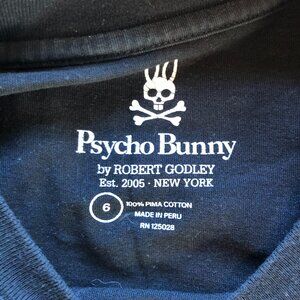 Psycho Bunny
by ROBERT GODLEY
Est. 2005 · NEW YORK
6
100% PIMA COTTON
MADE IN PERU
RN 125028